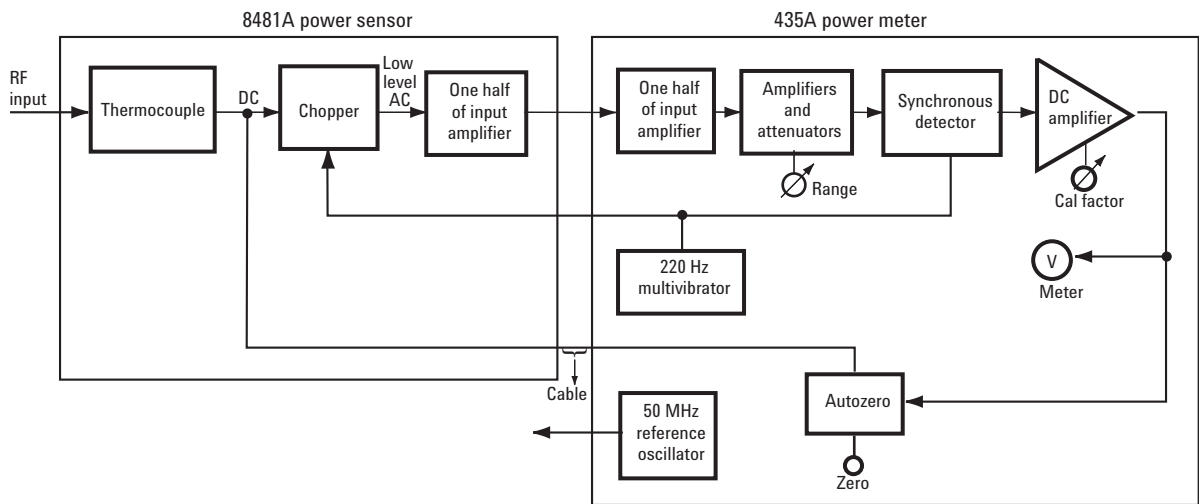 8481A power sensor
435A power meter
RF
input
Thermocouple
DC
Chopper
Low
level
AC
One half
of input
amplifier
One half
of input
amplifier
Amplifiers
and
attenuators
Range
Synchronous
detector
DC
amplifier
Cal factor
220 Hz
multivibrator
V
Meter
Cable
50 MHz
reference
oscillator
Autozero
Zero